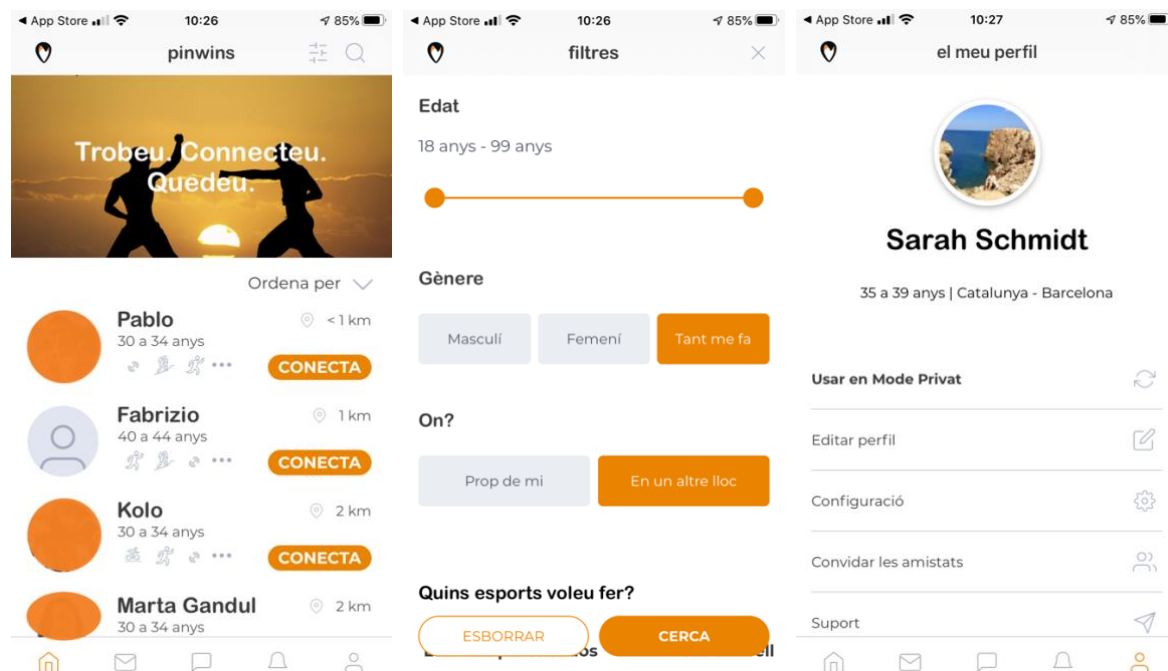 App Store
10:26
85%
pinwins
Trobeu. Connecteu.
Quedeu.
Ordena per
Pablo
< 1 km
30 a 34 anys
CONECTA
Fabrizio
1 km
40 a 44 anys
CONECTA
Kolo
2 km
30 a 34 anys
CONECTA
Marta Gandul
2 km
30 a 34 anys
App Store
10:26
85%
filtres
Edat
18 anys - 99 anys
Gènere
Masculí
Femení
Tant me fa
On?
Prop de mi
En un altre lloc
Quins esports voleu fer?
ESBORRAR
CERCA
App Store
10:27
85%
el meu perfil
Sarah Schmidt
35 a 39 anys | Catalunya - Barcelona
Usar en Mode Privat
Editar perfil
Configuració
Convidar les amistats
Suport